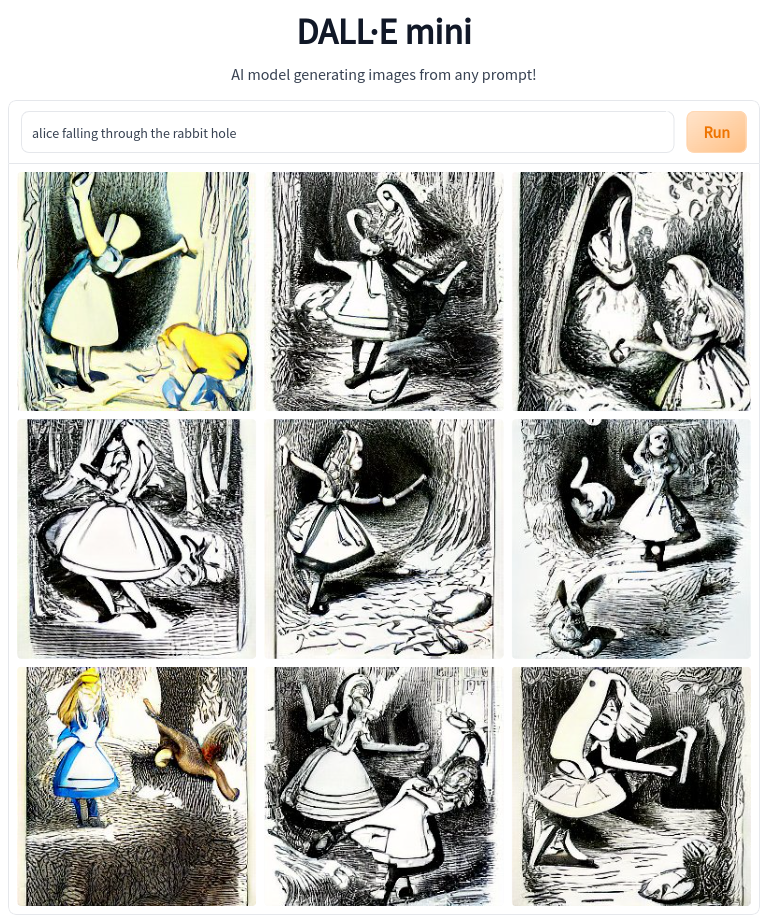 DALL·E mini
AI model generating images from any prompt!
alice falling through the rabbit hole
Run